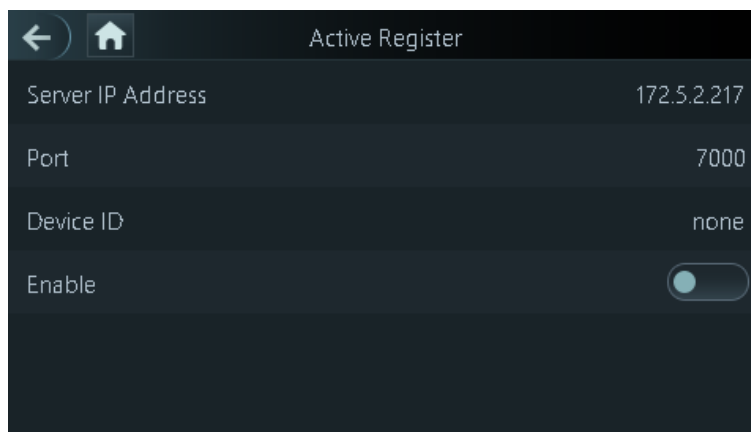 Active Register
Server IP Address 172.5.2.217
Port 7000
Device ID none
Enable